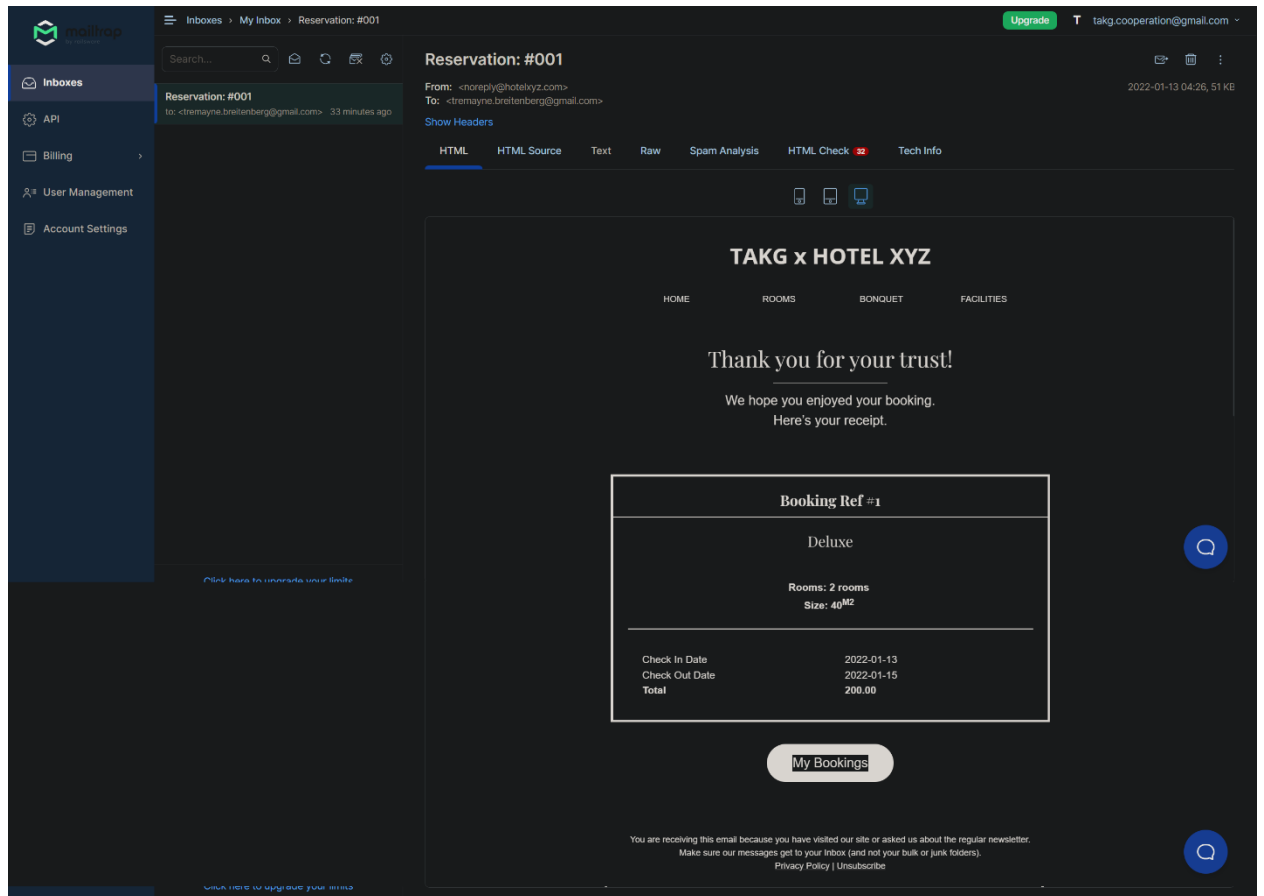 mailtrap
Inboxes › My Inbox › Reservation: #001
Upgrade
T takg.cooperation@gmail.com
Inboxes
API
Billing
User Management
Account Settings
Search...
Reservation: #001
to: <tremayne.breitenberg@gmail.com> 33 minutes ago
Click here to upgrade your limits
Click here to upgrade your limits
Reservation: #001
From: <noreply@hotelxyz.com>
2022-01-13 04:26, 51 KB
To: <tremayne.breitenberg@gmail.com>
Show Headers
HTML HTML Source Text Raw Spam Analysis HTML Check 32 Tech Info
TAKG x HOTEL XYZ
HOME ROOMS BONQUET FACILITIES
Thank you for your trust!
We hope you enjoyed your booking.
Here's your receipt.
Booking Ref #1
Deluxe
Rooms: 2 rooms
Size: 40M2
Check In Date 2022-01-13
Check Out Date 2022-01-15
Total 200.00
My Bookings
You are receiving this email because you have visited our site or asked us about the regular newsletter.
Make sure our messages get to your Inbox (and not your bulk or junk folders).
Privacy Policy | Unsubscribe